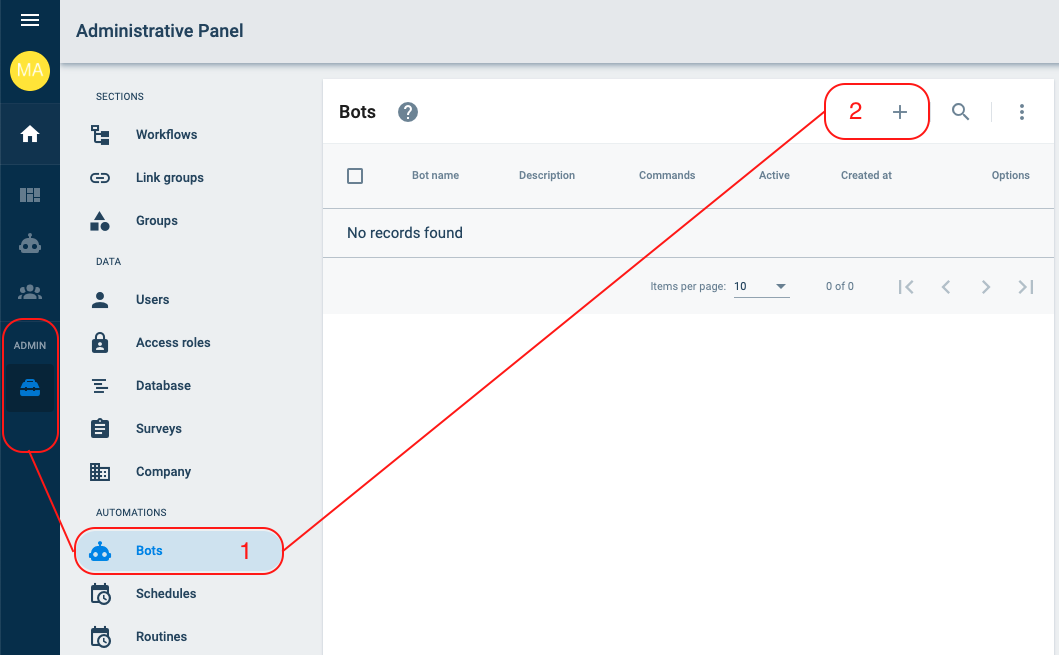 Administrative Panel
MA
SECTIONS
Workflows
Link groups
Groups
DATA
Users
Access roles
Database
Surveys
Company
AUTOMATIONS
Bots 1
Schedules
Routines
ADMIN
Bots ? 2 +
Bot name Description Commands Active Created at Options
No records found
Items per page: 10 0 of 0